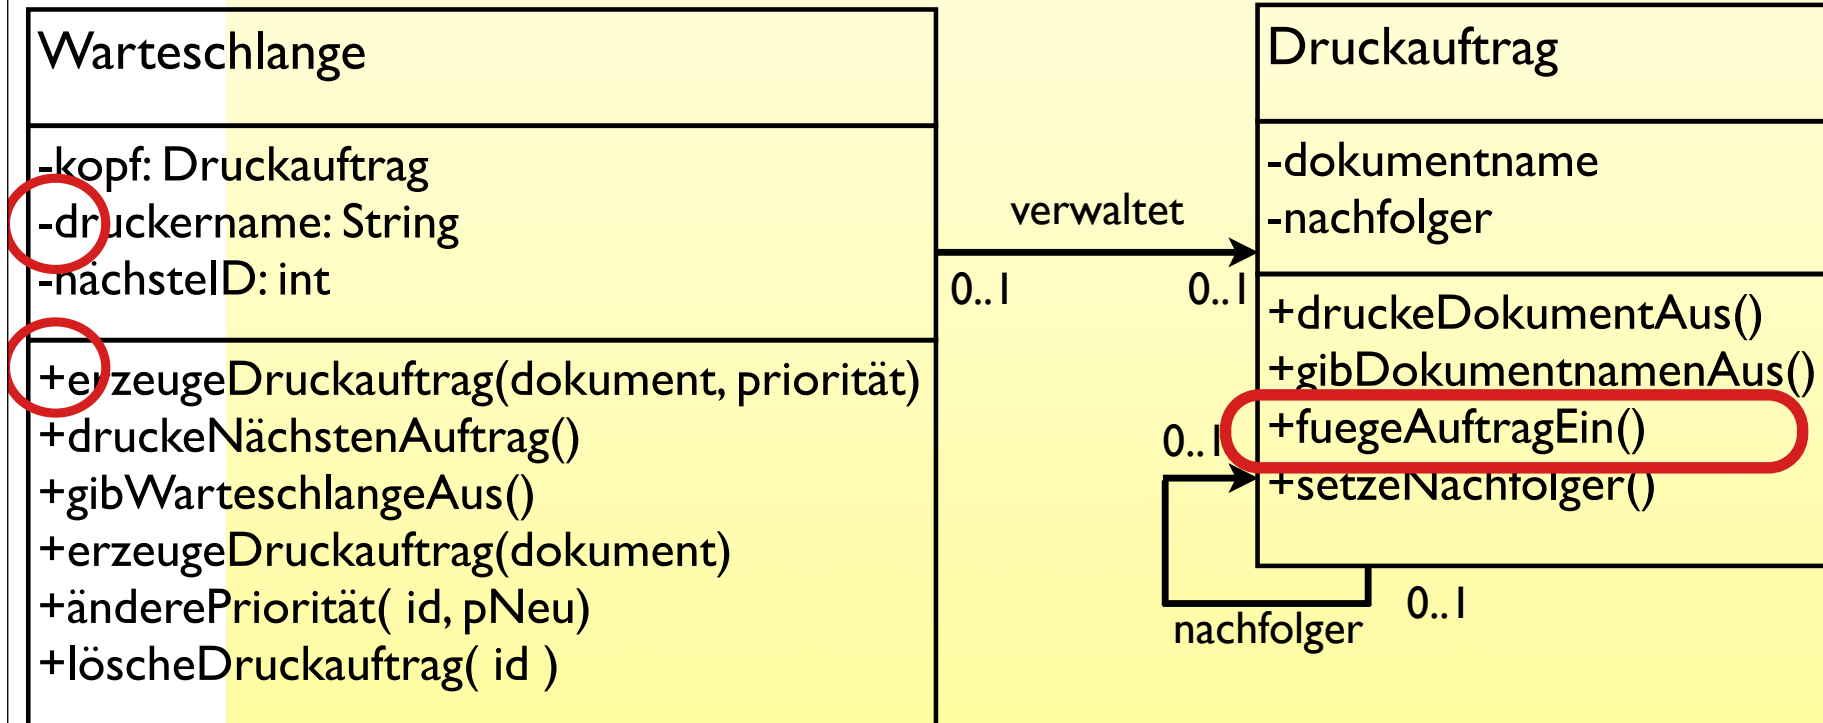 Warteschlange
-kopf: Druckauftrag
-druckername: String
-nächsteID: int
+erzeugeDruckauftrag(dokument, priorität)
+druckeNächstenAuftrag()
+gibWarteschlangeAus()
+erzeugeDruckauftrag(dokument)
+änderePriorität( id, pNeu)
+löscheDruckauftrag( id )
verwaltet
0..1
0..1
Druckauftrag
-dokumentname
-nachfolger
+druckeDokumentAus()
+gibDokumentnamenAus()
+fuegeAuftragEin()
+setzeNachfolger()
0..1
0..1
nachfolger